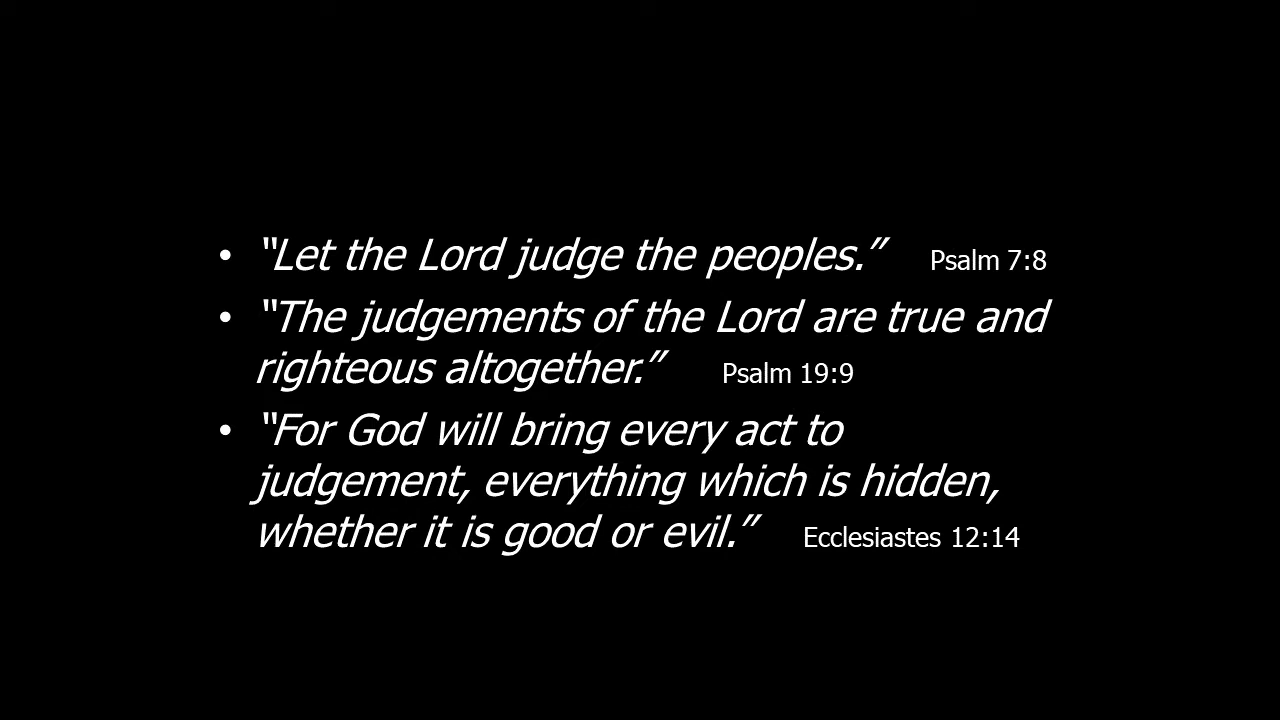 • “Let the Lord judge the peoples.” Psalm 7:8
• “The judgements of the Lord are true and
righteous altogether.” Psalm 19:9
• “For God will bring every act to
judgement, everything which is hidden,
whether it is good or evil.” Ecclesiastes 12:14